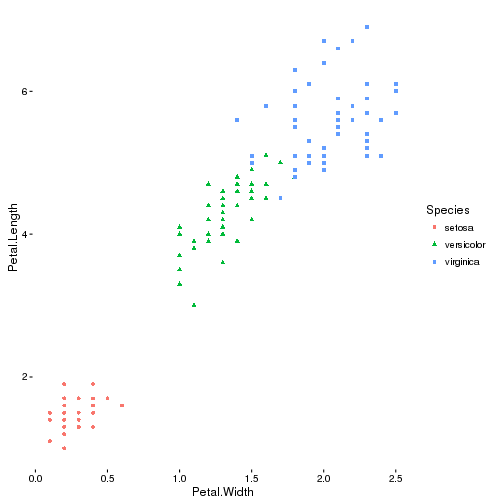 6
4
2
Petal.Length
0.0 0.5 1.0 1.5 2.0 2.5
Petal.Width
Species
setosa
versicolor
virginica